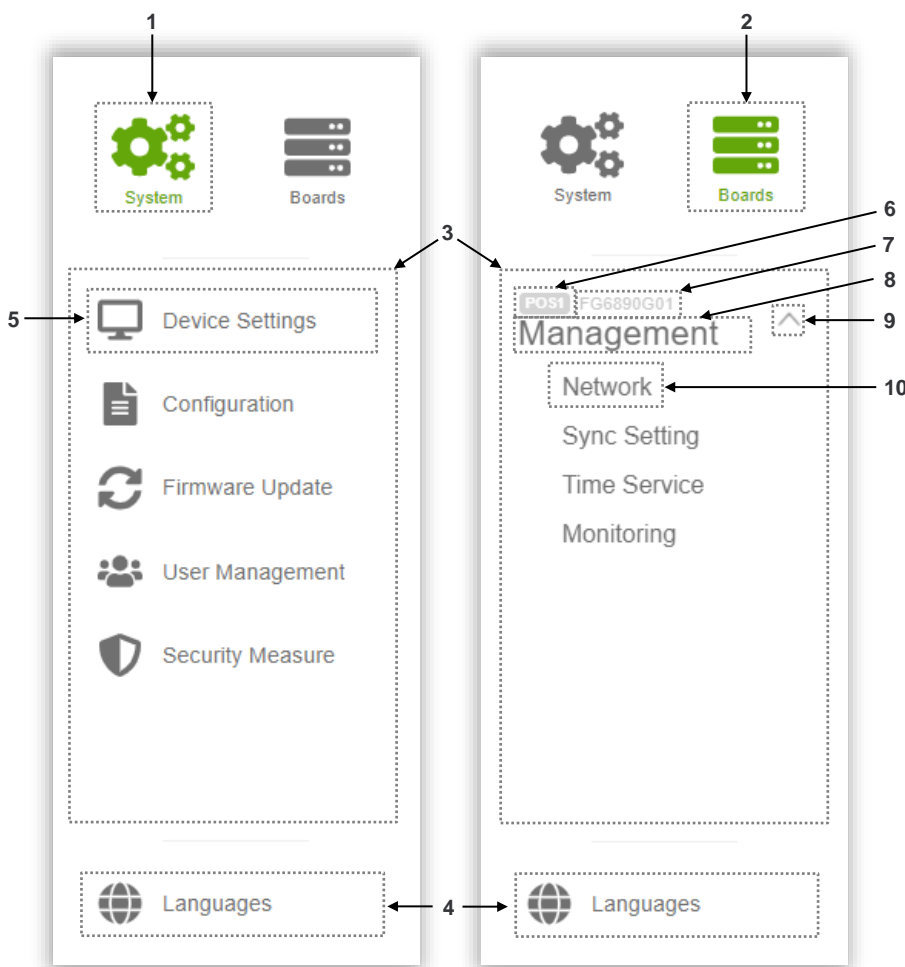 1
2
System
Boards
System
Boards
3
6
7
8
5
Device Settings
Configuration
Firmware Update
User Management
Security Measure
POS1 FG6890G01
Management
9
Network
10
Sync Setting
Time Service
Monitoring
Languages
4
Languages